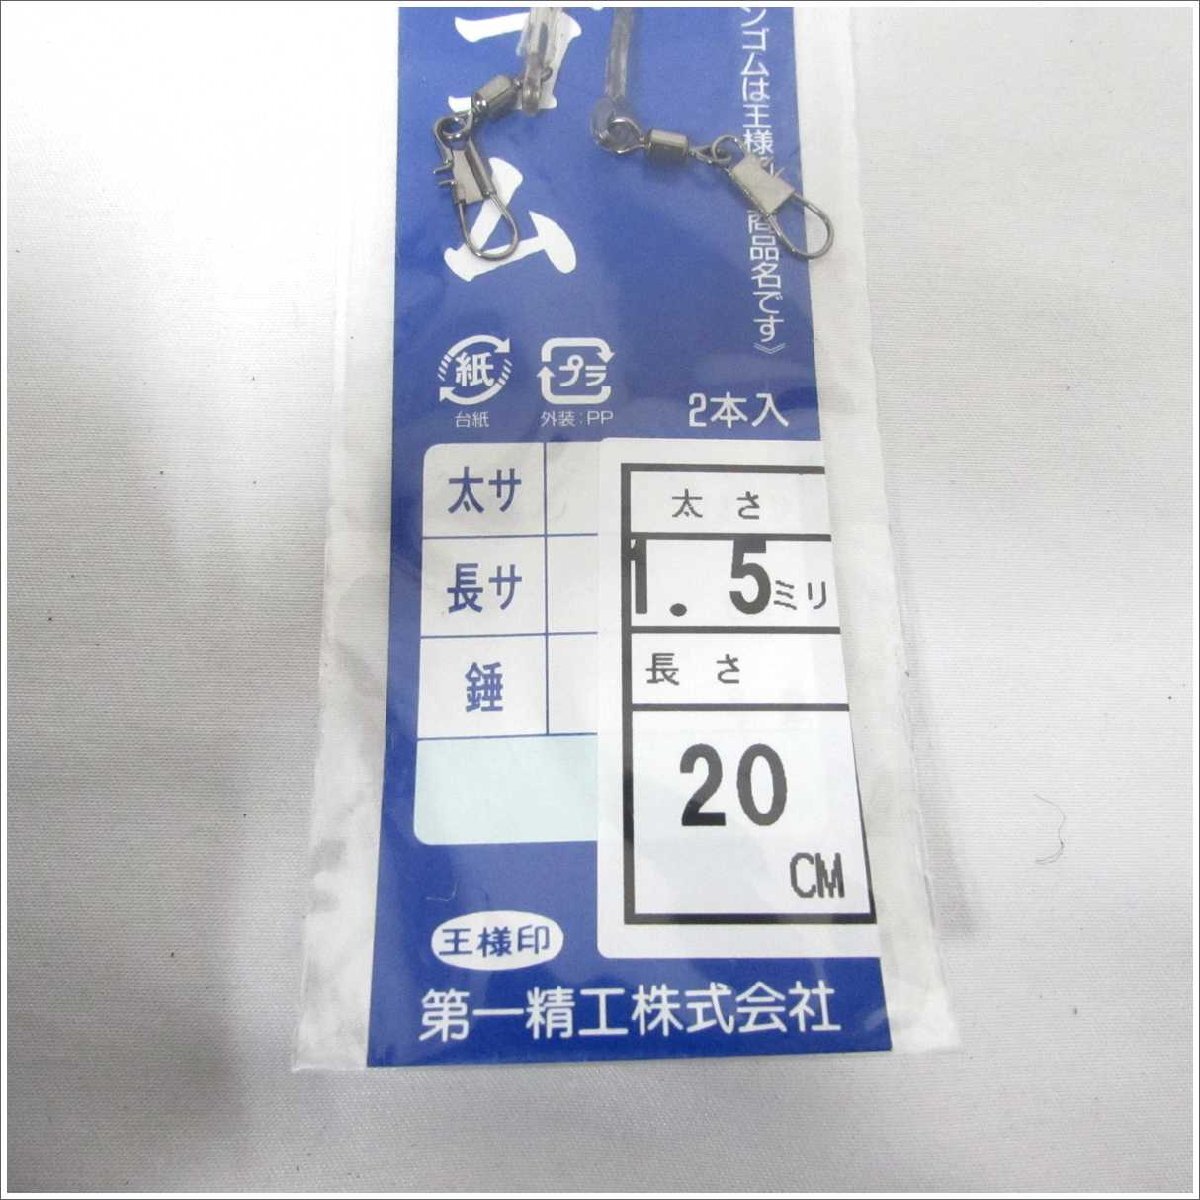 ゴム
ンゴムは王様
商品名です》
紙
プラ
台紙
外装:PP
2本入
太サ
長サ
錘
太さ
1.5ミリ
長さ
20
CM
王様印
第一精工株式会社